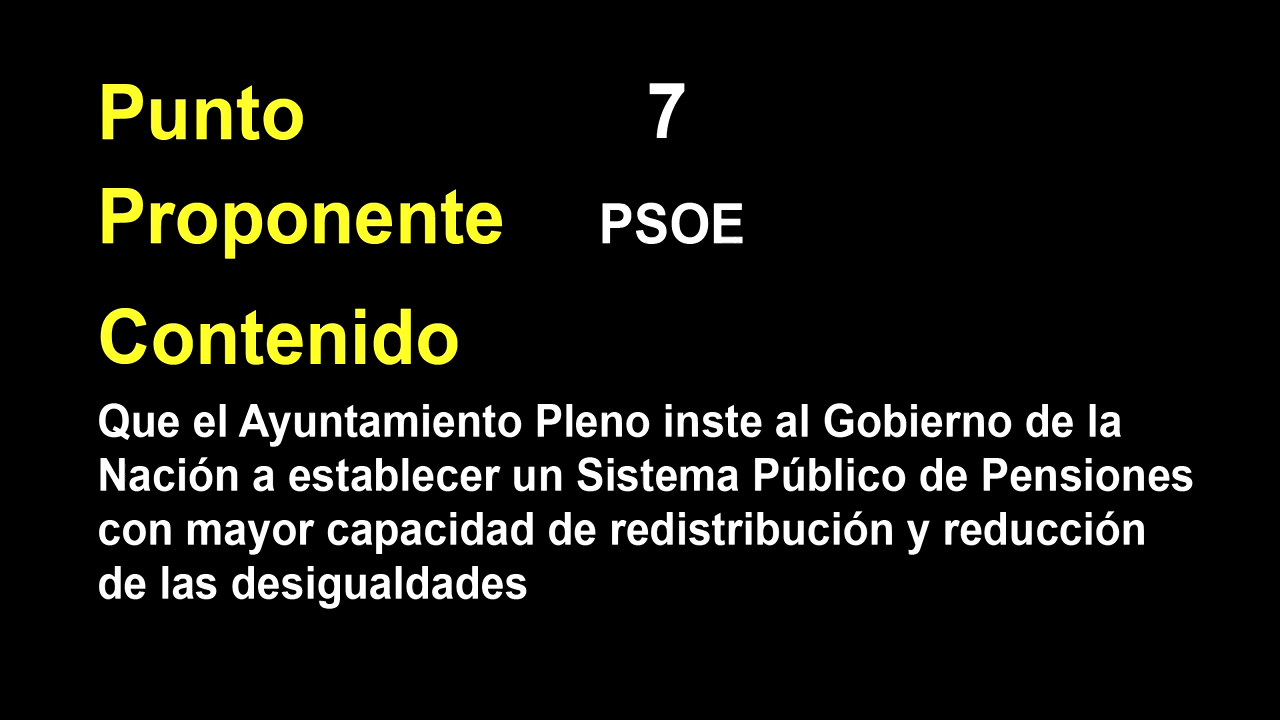 Punto 7
Proponente PSOE
Contenido
Que el Ayuntamiento Pleno inste al Gobierno de la
Nación a establecer un Sistema Público de Pensiones
con mayor capacidad de redistribución y reducción
de las desigualdades